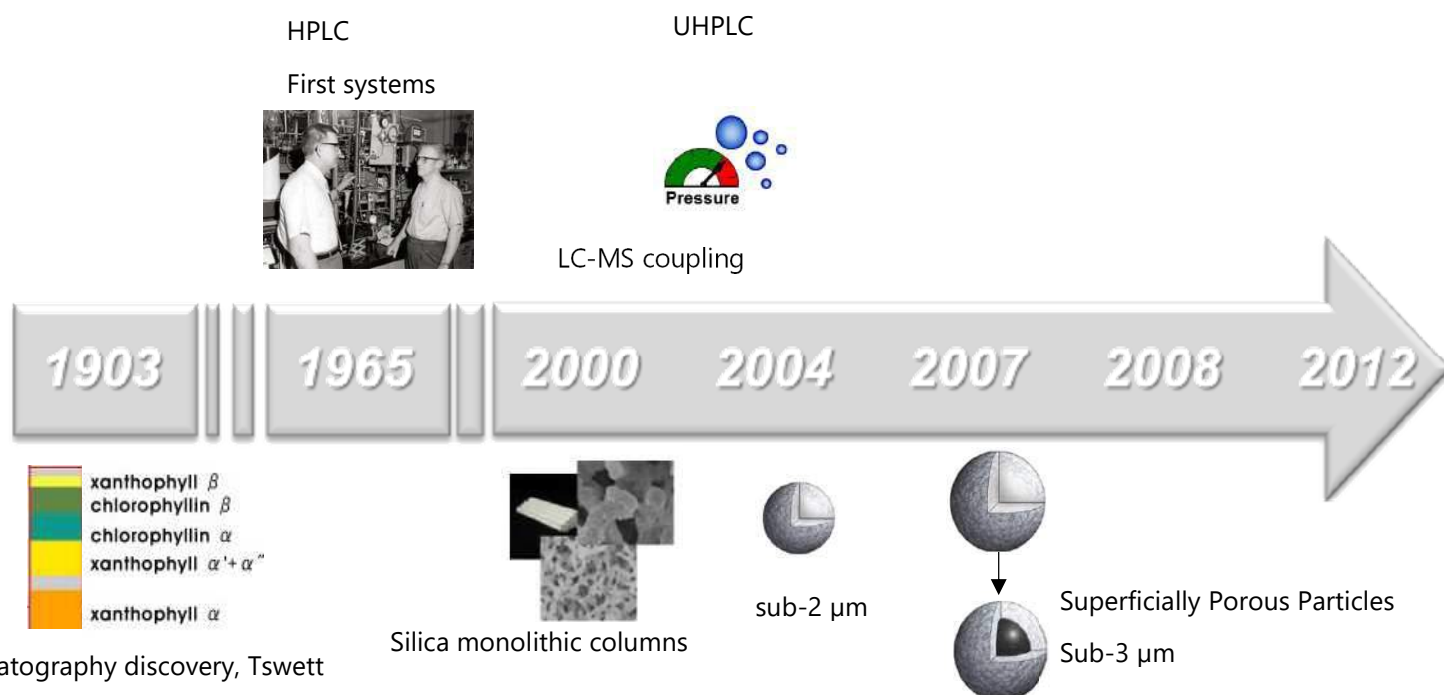 HPLC
UHPLC
First systems
Pressure
LC-MS coupling
1903
1965
2000
2004
2007
2008
2012
xanthophyll β
chlorophyllin β
chlorophyllin α
xanthophyll α'+ α"
xanthophyll α
Silica monolithic columns
sub-2 μm
Superficially Porous Particles
Sub-3 μm
atography discovery, Tswett